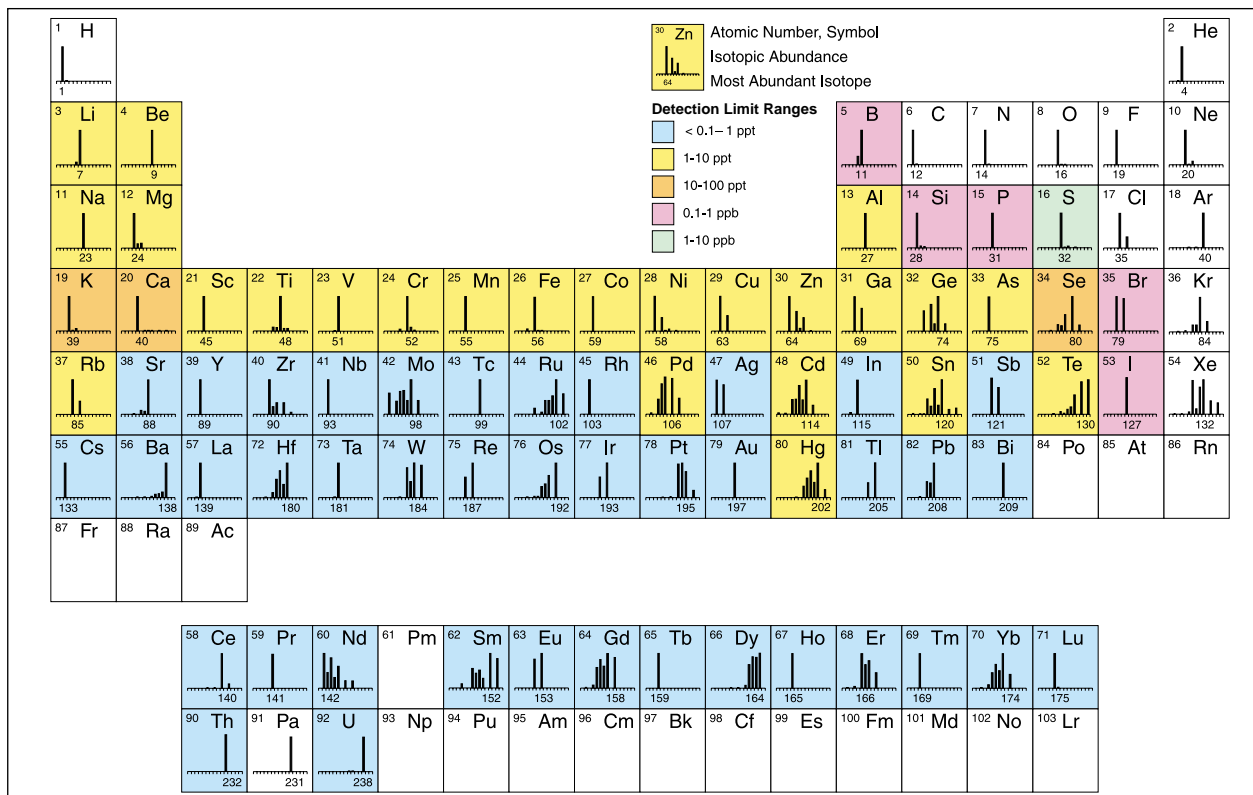 1 H
1
30 Zn
64
Atomic Number, Symbol
Isotopic Abundance
Most Abundant Isotope
2 He
4
Detection Limit Ranges
< 0.1– 1 ppt
1-10 ppt
10-100 ppt
0.1-1 ppb
1-10 ppb
3 Li 4 Be 5 B 6 C 7 N 8 O 9 F 10 Ne
7 9 11 12 14 16 19 20
11 Na 12 Mg 13 Al 14 Si 15 P 16 S 17 Cl 18 Ar
23 24 27 28 31 32 35 40
19 K 20 Ca 21 Sc 22 Ti 23 V 24 Cr 25 Mn 26 Fe 27 Co 28 Ni 29 Cu 30 Zn 31 Ga 32 Ge 33 As 34 Se 35 Br 36 Kr
39 40 45 48 51 52 55 56 59 58 63 64 69 74 75 80 79 84
37 Rb 38 Sr 39 Y 40 Zr 41 Nb 42 Mo 43 Tc 44 Ru 45 Rh 46 Pd 47 Ag 48 Cd 49 In 50 Sn 51 Sb 52 Te 53 I 54 Xe
85 88 89 90 93 98 99 102 103 106 107 114 115 120 121 130 127 132
55 Cs 56 Ba 57 La 72 Hf 73 Ta 74 W 75 Re 76 Os 77 Ir 78 Pt 79 Au 80 Hg 81 Tl 82 Pb 83 Bi 84 Po 85 At 86 Rn
133 138 139 180 181 184 187 192 193 195 197 202 205 208 209
87 Fr 88 Ra 89 Ac
58 Ce 59 Pr 60 Nd 61 Pm 62 Sm 63 Eu 64 Gd 65 Tb 66 Dy 67 Ho 68 Er 69 Tm 70 Yb 71 Lu
140 141 142 152 153 158 159 164 165 166 169 174 175
90 Th 91 Pa 92 U 93 Np 94 Pu 95 Am 96 Cm 97 Bk 98 Cf 99 Es 100 Fm 101 Md 102 No 103 Lr
232 231 238